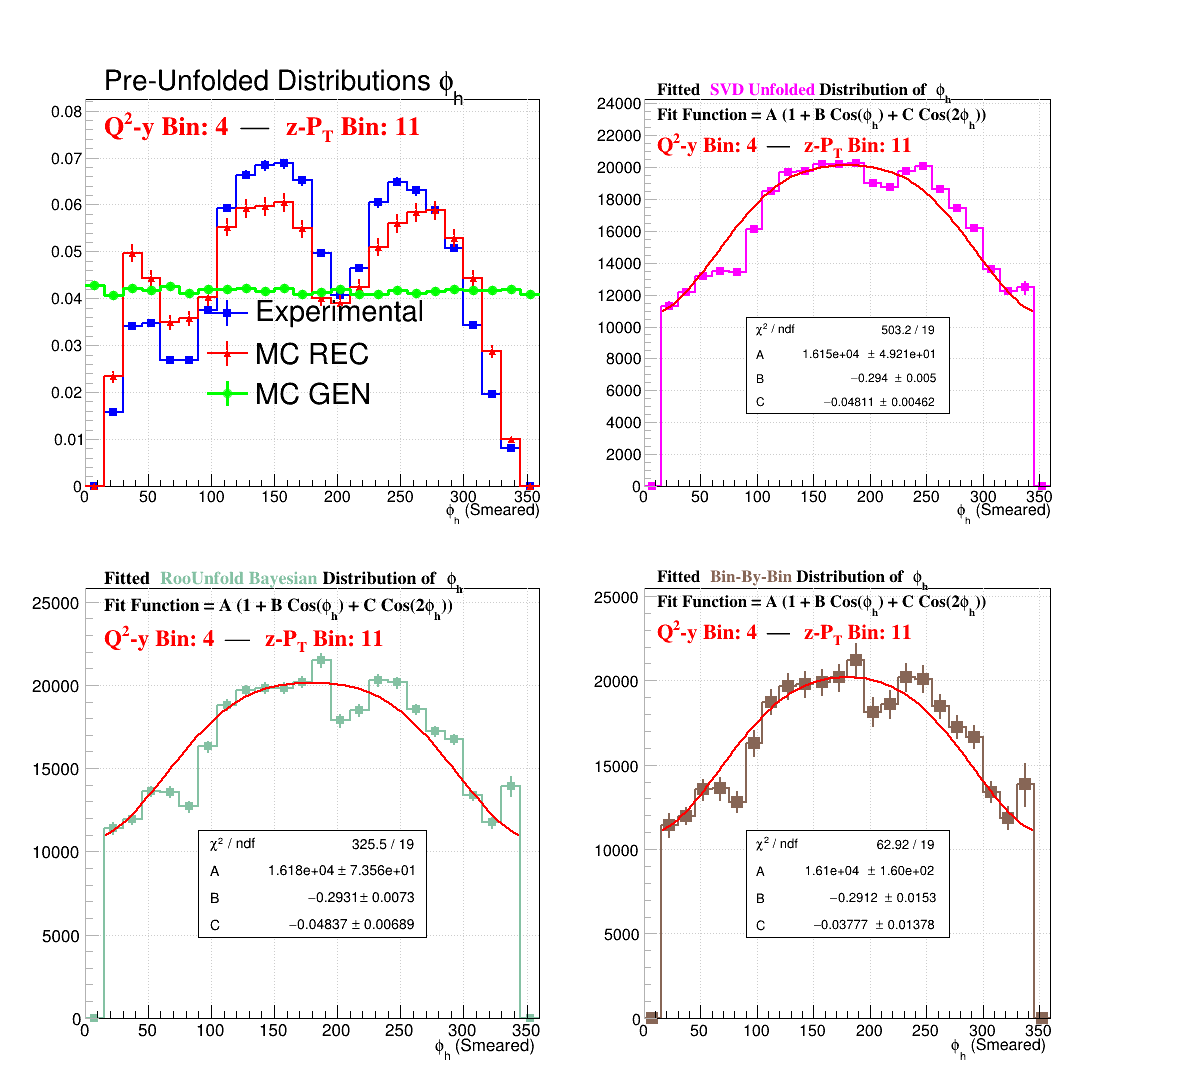 Pre-Unfolded Distributions ϕh
Q²-y Bin: 4 — z-PT Bin: 11
0.08
0.07
0.06
0.05
0.04
0.03
0.02
0.01
0
Experimental
MC REC
MC GEN
0 50 100 150 200 250 300 350
ϕh (Smeared)
Fitted SVD Unfolded Distribution of ϕh
Fit Function = A (1 + B Cos(ϕh) + C Cos(2ϕh))
Q²-y Bin: 4 — z-PT Bin: 11
24000
22000
20000
18000
16000
14000
12000
10000
8000
6000
4000
2000
0
χ² / ndf 503.2 / 19
A 1.615e+04 ± 4.921e+01
B −0.294 ± 0.005
C −0.04811 ± 0.00462
0 50 100 150 200 250 300 350
ϕh (Smeared)
Fitted RooUnfold Bayesian Distribution of ϕh
Fit Function = A (1 + B Cos(ϕh) + C Cos(2ϕh))
Q²-y Bin: 4 — z-PT Bin: 11
25000
20000
15000
10000
5000
0
χ² / ndf 325.5 / 19
A 1.618e+04 ± 7.356e+01
B −0.2931 ± 0.0073
C −0.04837 ± 0.00689
0 50 100 150 200 250 300 350
ϕh (Smeared)
Fitted Bin-By-Bin Distribution of ϕh
Fit Function = A (1 + B Cos(ϕh) + C Cos(2ϕh))
Q²-y Bin: 4 — z-PT Bin: 11
25000
20000
15000
10000
5000
0
χ² / ndf 62.92 / 19
A 1.61e+04 ± 1.60e+02
B −0.2912 ± 0.0153
C −0.03777 ± 0.01378
0 50 100 150 200 250 300 350
ϕh (Smeared)